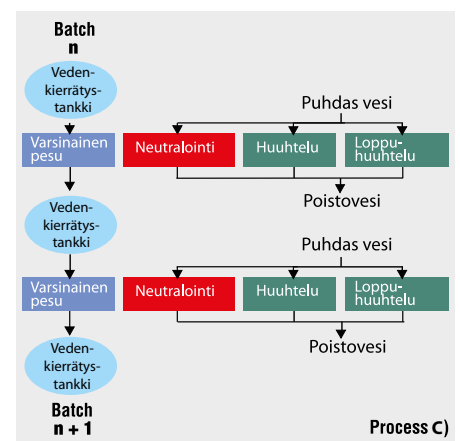 Batch
n
Veden-
kierrätys-
tankki
Puhdas vesi
Varsinainen
pesu
Neutralointi
Huuhtelu
Loppu-
huuhtelu
Poistovesi
Veden-
kierrätys-
tankki
Puhdas vesi
Varsinainen
pesu
Neutralointi
Huuhtelu
Loppu-
huuhtelu
Poistovesi
Veden-
kierrätys-
tankki
Batch
n + 1
Process C)